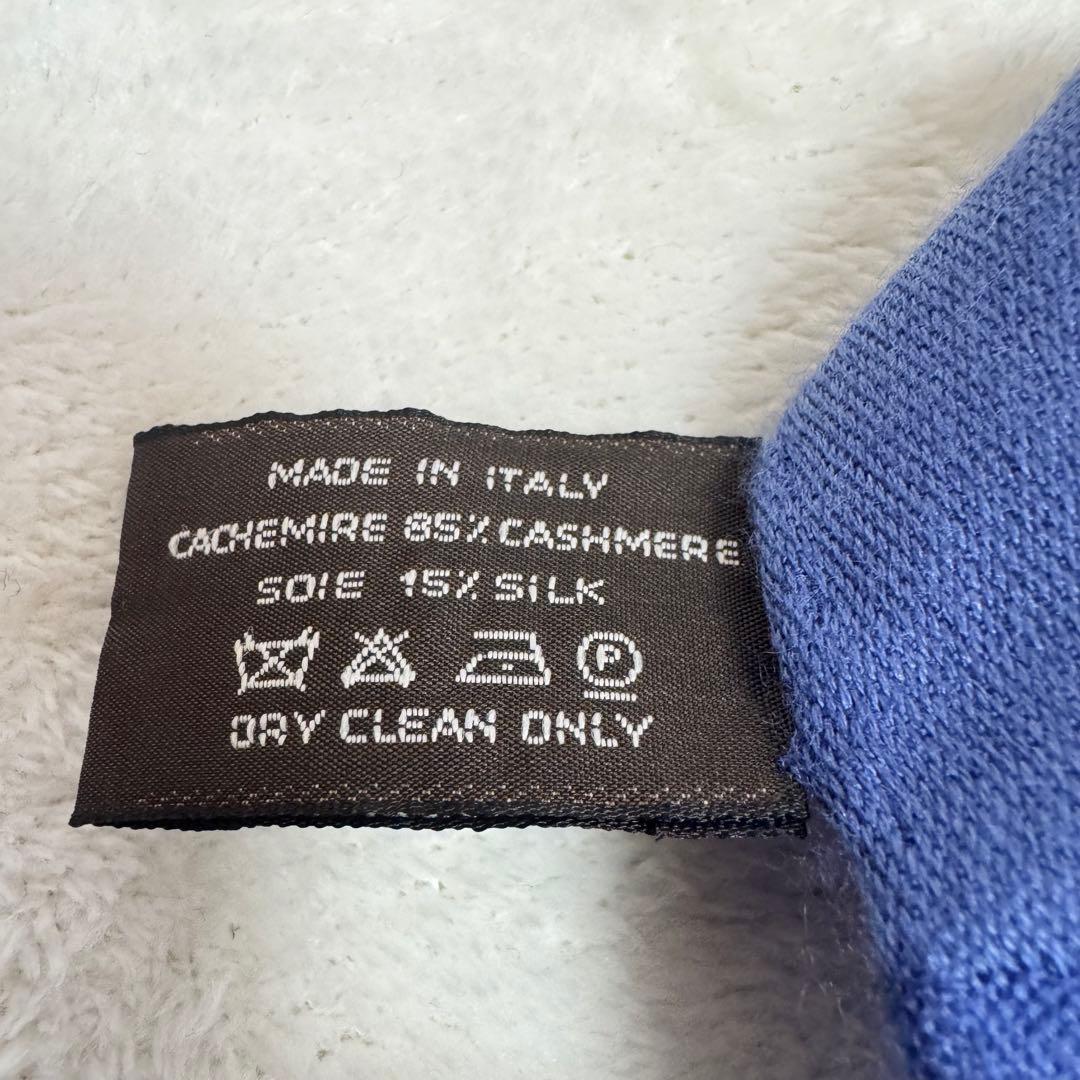 MADE IN ITALY
CACHEMIRE 85% CASHMERE
SOIE 15% SILK
P
DRY CLEAN ONLY